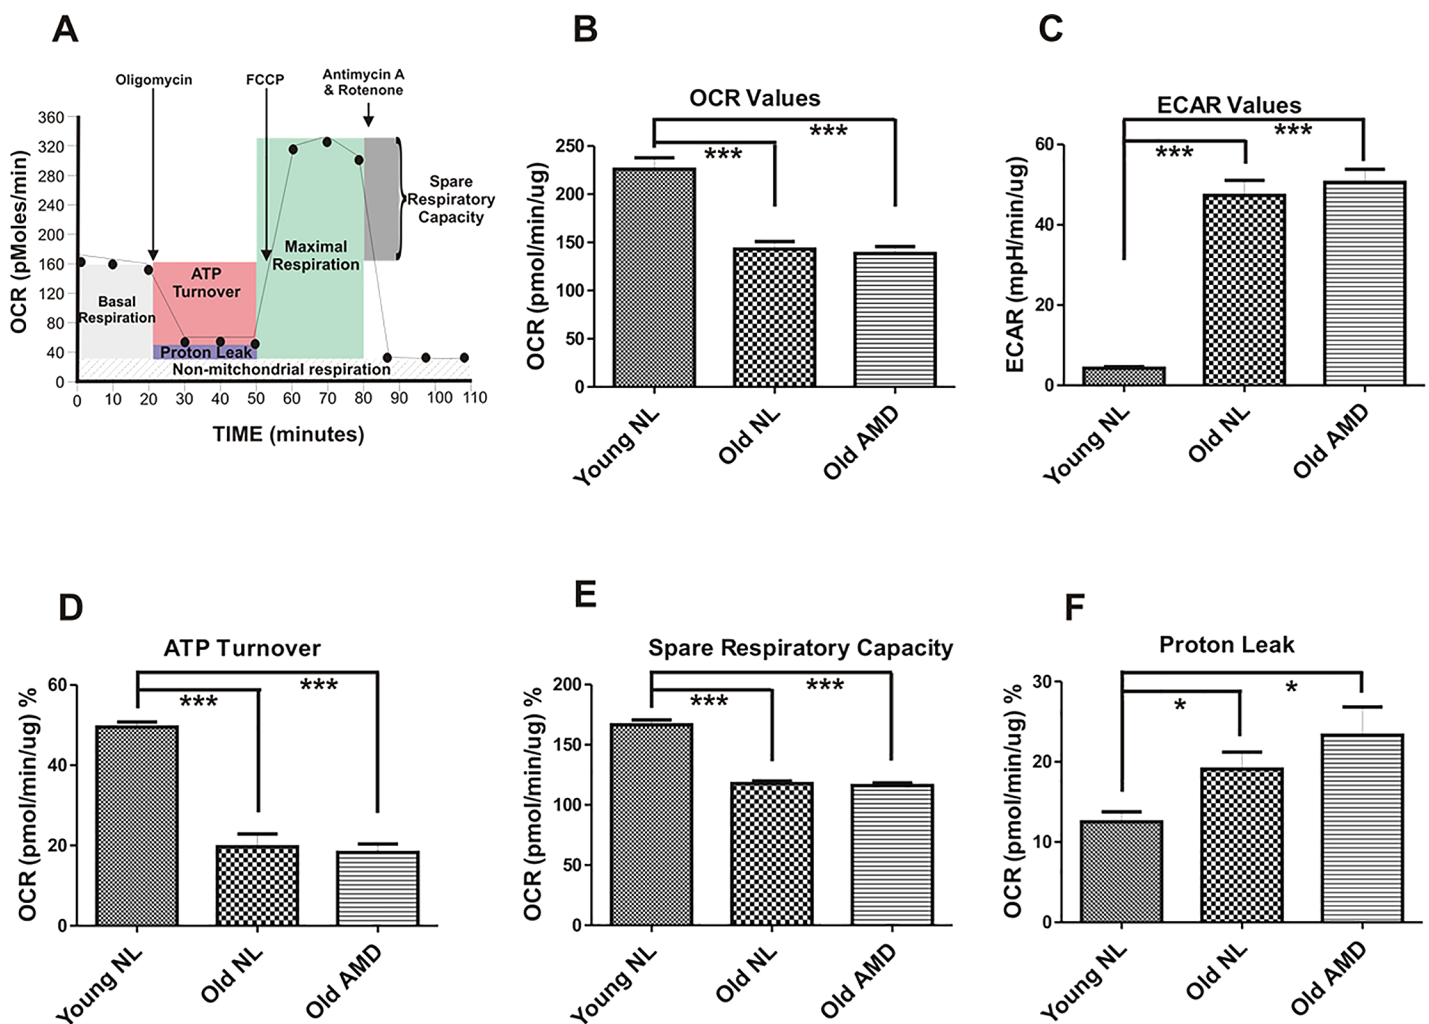 A
Oligomycin
FCCP
Antimycin A
& Rotenone
OCR (pMoles/min)
360
320
280
240
200
160
120
80
40
0
Basal
Respiration
ATP
Turnover
Proton Leak
Maximal
Respiration
Spare
Respiratory
Capacity
Non-mitchondrial respiration
0 10 20 30 40 50 60 70 80 90 100 110
TIME (minutes)
B
OCR Values
***
***
OCR (pmol/min/ug)
250
200
150
100
50
0
Young NL
Old NL
Old AMD
C
ECAR Values
***
***
ECAR (mpH/min/ug)
60
40
20
0
Young NL
Old NL
Old AMD
D
ATP Turnover
***
***
OCR (pmol/min/ug) %
60
40
20
0
Young NL
Old NL
Old AMD
E
Spare Respiratory Capacity
***
***
OCR (pmol/min/ug) %
200
150
100
50
0
Young NL
Old NL
Old AMD
F
Proton Leak
*
*
OCR (pmol/min/ug) %
30
20
10
0
Young NL
Old NL
Old AMD